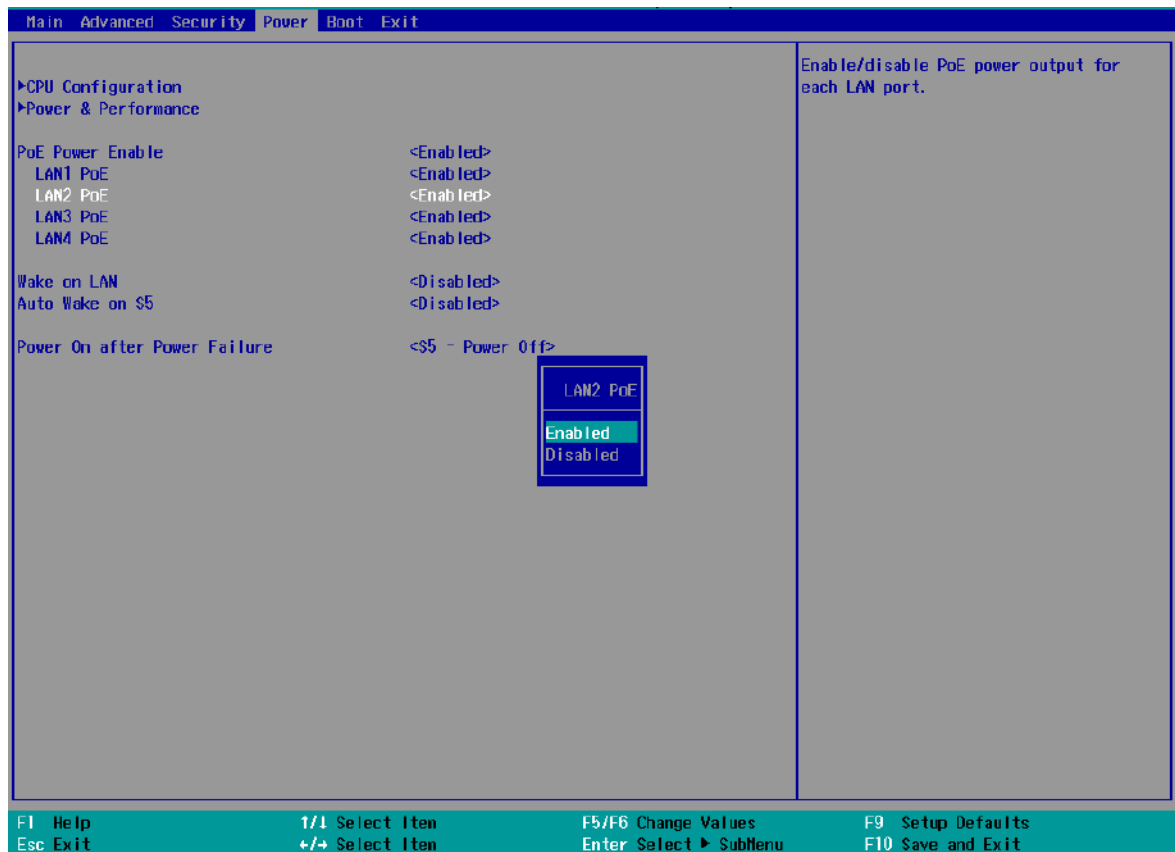 Main Advanced Security Power Boot Exit
Enable/disable PoE power output for
each LAN port.
►CPU Configuration
►Power & Performance
PoE Power Enable <Enabled>
LAN1 PoE <Enabled>
LAN2 PoE <Enabled>
LAN3 PoE <Enabled>
LAN4 PoE <Enabled>
Wake on LAN <Disabled>
Auto Wake on S5 <Disabled>
Power On after Power Failure <S5 - Power Off>
LAN2 PoE
Enabled
Disabled
F1 Help ↑/↓ Select Item F5/F6 Change Values F9 Setup Defaults
Esc Exit ←/→ Select Item Enter Select ► SubMenu F10 Save and Exit